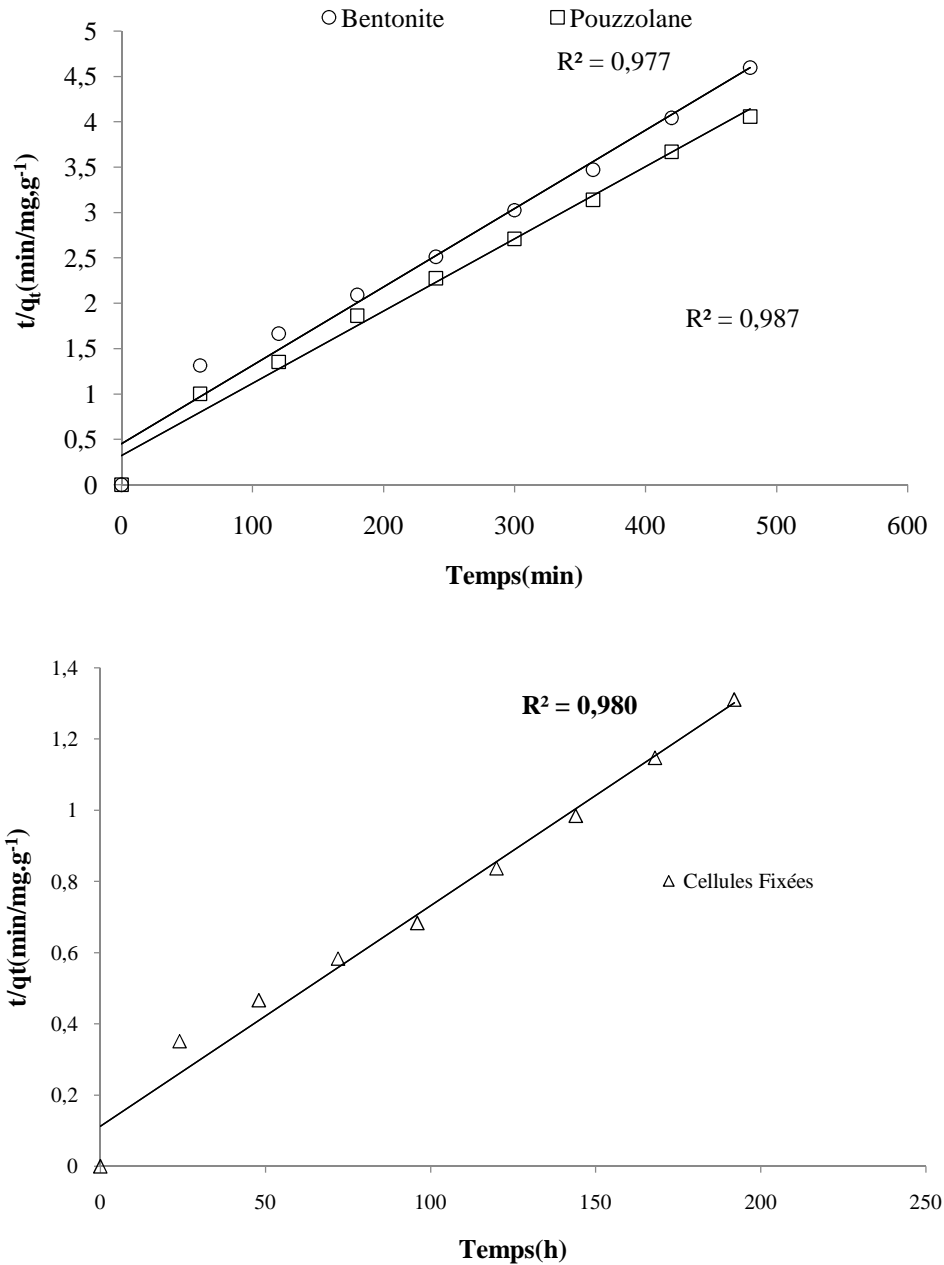 Bentonite Pouzzolane
R² = 0,977
5
4,5
4
3,5
3
2,5
2
1,5
1
0,5
0
t/qt(min/mg,g-1)
R² = 0,987
0 100 200 300 400 500 600
Temps(min)
1,4
1,2
1
0,8
0,6
0,4
0,2
0
t/qt(min/mg.g-1)
R² = 0,980
Cellules Fixées
0 50 100 150 200 250
Temps(h)